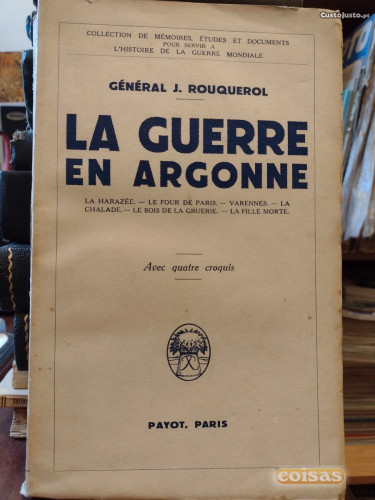 COLLECTION DE MÉMOIRES, ÉTUDES ET DOCUMENTS
POUR SERVIR A
L'HISTOIRE DE LA GUERRE MONDIALE
GÉNÉRAL J. ROUQUEROL
LA GUERRE
EN ARGONNE
LA HARAZÉE. — LE FOUR DE PARIS. — VARENNES. — LA
CHALADE. — LE BOIS DE LA GRUERIE. — LA FILLE MORTE.
Avec quatre croquis
PAYOT, PARIS
CustoJusto.pt
coisas